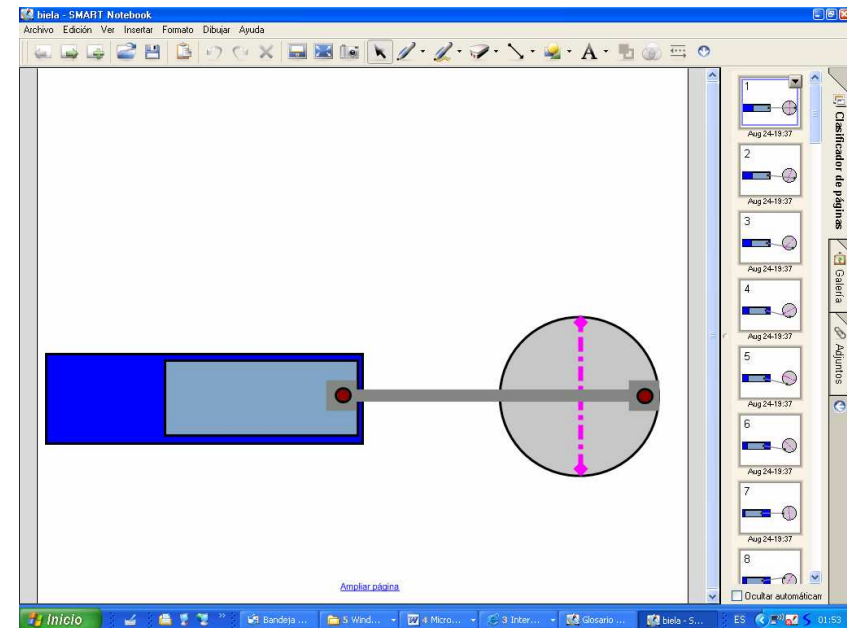 biela - SMART Notebook
Archivo Edición Ver Insertar Formato Dibujar Ayuda
A
1
Aug 24-19:37
2
Aug 24-19:37
3
Aug 24-19:37
4
Aug 24-19:37
5
Aug 24-19:37
6
Aug 24-19:37
7
Aug 24-19:37
8
Clasificador de páginas
Galería
Adjuntos
Ampliar página
Ocultar automáticam
Inicio
Bandeja ...
5 Wind...
4 Micro...
3 Inter...
Glosario ...
biela - S...
ES
01:53